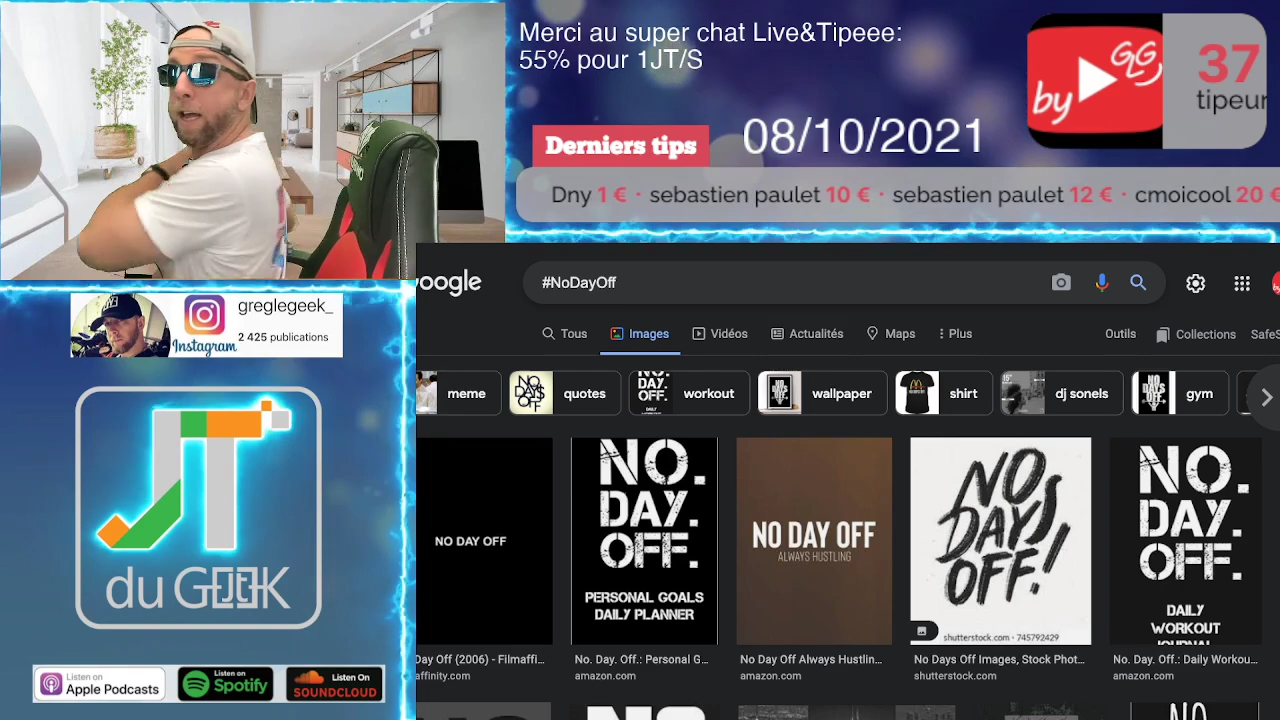 Merci au super chat Live&Tipeee:
55% pour 1JT/S
by GLG
37
tipeur
Derniers tips
08/10/2021
Dny 1 € · sebastien paulet 10 € · sebastien paulet 12 € · cmoicool 20 €
oogle
#NoDayOff
Tous
Images
Vidéos
Actualités
Maps
Plus
Outils
Collections
SafeS
meme
quotes
workout
wallpaper
shirt
dj sonels
gym
greglegeek_
2 425 publications
Instagram
JT
du GEEK
Listen on
Apple Podcasts
Listen on
Spotify
Listen On
SOUNDCLOUD
NO DAY OFF
NO.
DAY.
OFF.
PERSONAL GOALS
DAILY PLANNER
NO DAY OFF
ALWAYS HUSTLING
NO
DAYS
OFF!
shutterstock.com · 745792429
NO.
DAY.
OFF.
DAILY
WORKOUT
JOURNAL
Day Off (2006) - Filmaffi...
affinity.com
No. Day. Off.: Personal G...
amazon.com
No Day Off Always Hustlin...
amazon.com
No Days Off Images, Stock Phot...
shutterstock.com
No. Day. Off.: Daily Workou...
amazon.com